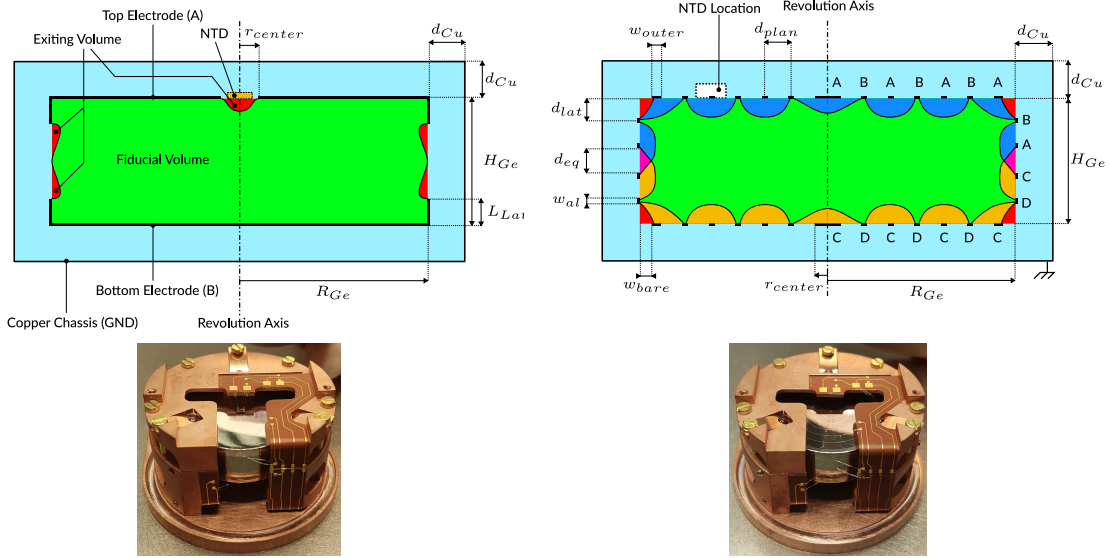 Top Electrode (A)
Exiting Volume
NTD
r_center
d_Cu
d_Cu
Fiducial Volume
H_Ge
L_Lat
Bottom Electrode (B)
R_Ge
Copper Chassis (GND)
Revolution Axis
NTD Location
Revolution Axis
w_outer
d_plan
d_Cu
d_Cu
A B A B A B A
d_lat
B
A
d_eq
H_Ge
C
w_al
D
C D C D C D C
w_bare
r_center
R_Ge